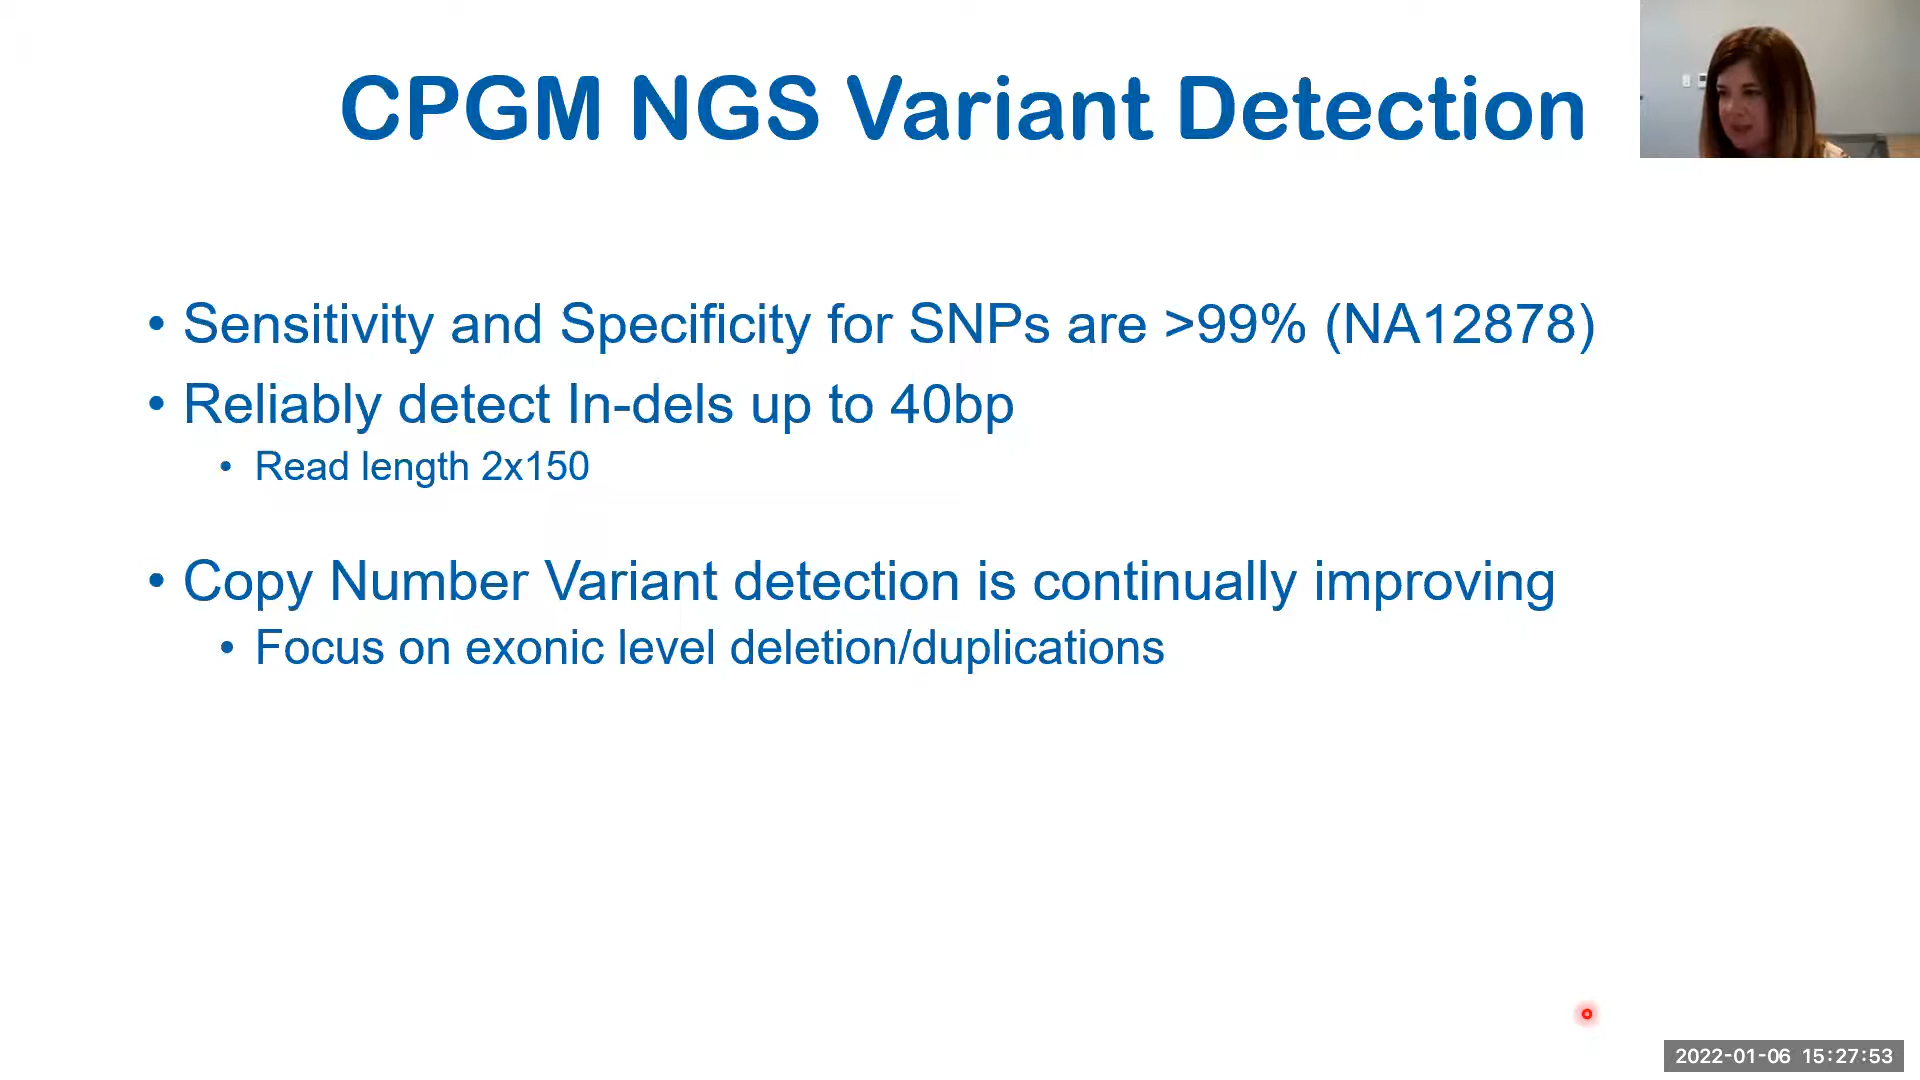 CPGM NGS Variant Detection
• Sensitivity and Specificity for SNPs are >99% (NA12878)
• Reliably detect In-dels up to 40bp
• Read length 2x150
• Copy Number Variant detection is continually improving
• Focus on exonic level deletion/duplications
2022-01-06 15:27:53